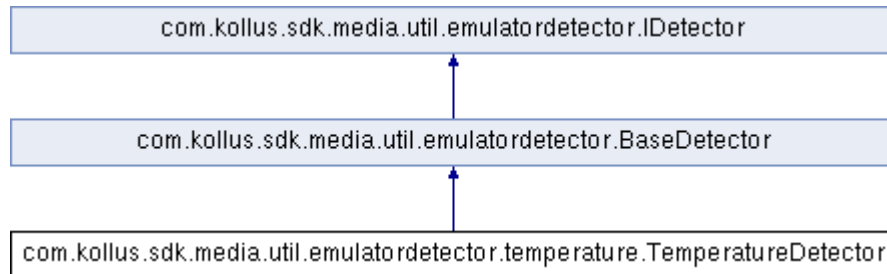 com.kollus.sdk.media.util.emulatordetector.IDetector
com.kollus.sdk.media.util.emulatordetector.BaseDetector
com.kollus.sdk.media.util.emulatordetector.temperature.TemperatureDetector